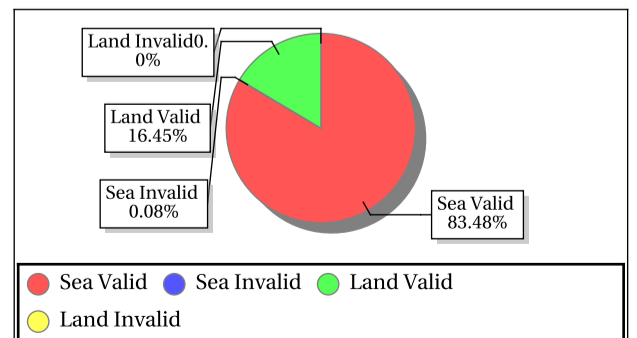 Land Invalid0.
0%
Land Valid
16.45%
Sea Invalid
0.08%
Sea Valid
83.48%
Sea Valid Sea Invalid Land Valid
Land Invalid